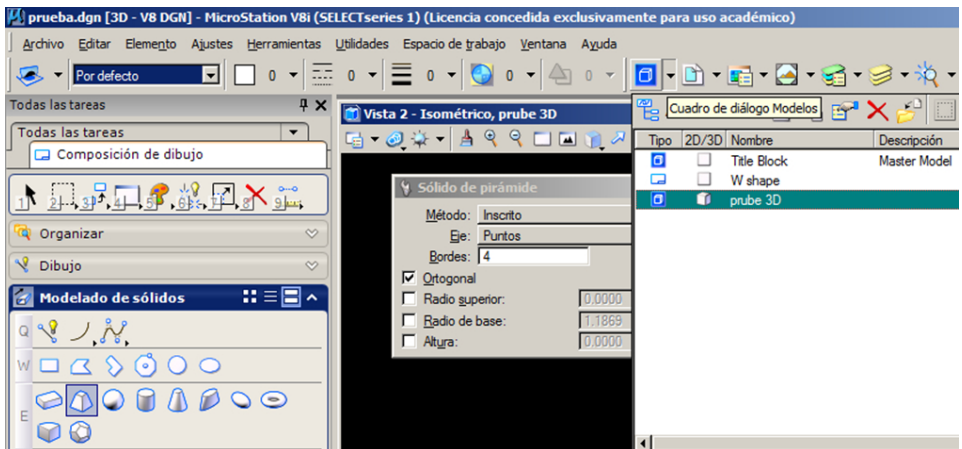 prueba.dgn [3D - V8 DGN] - MicroStation V8i (SELECTseries 1) (Licencia concedida exclusivamente para uso académico)
Archivo Editar Elemento Ajustes Herramientas Utilidades Espacio de trabajo Ventana Ayuda
Por defecto 0 0 0 0 0
Todas las tareas
Todas las tareas
Composición de dibujo
1 2 3 4 5 6 7 8 9
Organizar
Dibujo
Modelado de sólidos
Q
W
E
Vista 2 - Isométrico, prube 3D
Sólido de pirámide
Método: Inscrito
Eje: Puntos
Bordes: 4
Ortogonal
Radio superior: 0.0000
Radio de base: 1.1869
Altura: 0.0000
Cuadro de diálogo Modelos
Tipo 2D/3D Nombre Descripción
Title Block Master Model
W shape
prube 3D